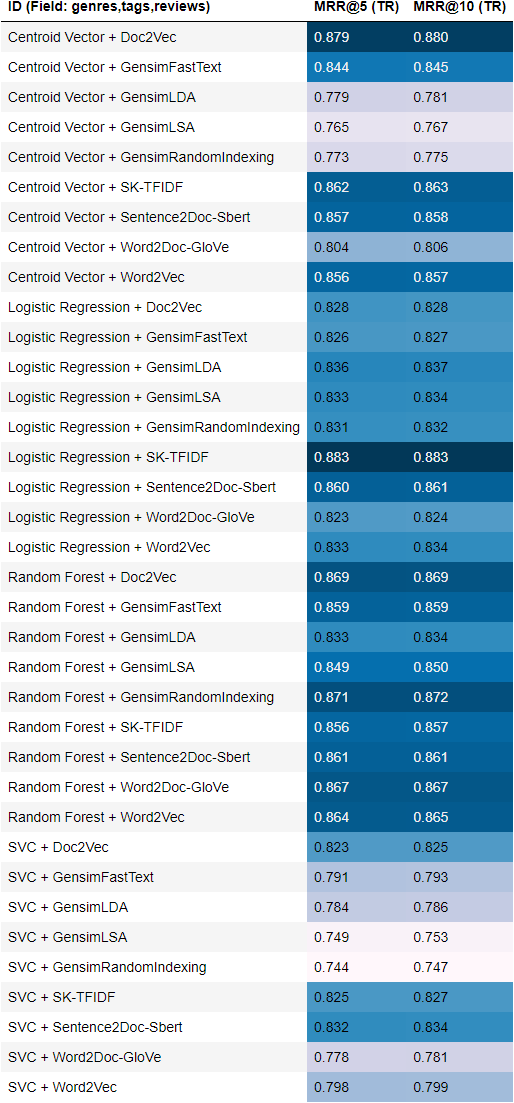 ID (Field: genres,tags,reviews) MRR@5 (TR) MRR@10 (TR)
Centroid Vector + Doc2Vec 0.879 0.880
Centroid Vector + GensimFastText 0.844 0.845
Centroid Vector + GensimLDA 0.779 0.781
Centroid Vector + GensimLSA 0.765 0.767
Centroid Vector + GensimRandomIndexing 0.773 0.775
Centroid Vector + SK-TFIDF 0.862 0.863
Centroid Vector + Sentence2Doc-Sbert 0.857 0.858
Centroid Vector + Word2Doc-GloVe 0.804 0.806
Centroid Vector + Word2Vec 0.856 0.857
Logistic Regression + Doc2Vec 0.828 0.828
Logistic Regression + GensimFastText 0.826 0.827
Logistic Regression + GensimLDA 0.836 0.837
Logistic Regression + GensimLSA 0.833 0.834
Logistic Regression + GensimRandomIndexing 0.831 0.832
Logistic Regression + SK-TFIDF 0.883 0.883
Logistic Regression + Sentence2Doc-Sbert 0.860 0.861
Logistic Regression + Word2Doc-GloVe 0.823 0.824
Logistic Regression + Word2Vec 0.833 0.834
Random Forest + Doc2Vec 0.869 0.869
Random Forest + GensimFastText 0.859 0.859
Random Forest + GensimLDA 0.833 0.834
Random Forest + GensimLSA 0.849 0.850
Random Forest + GensimRandomIndexing 0.871 0.872
Random Forest + SK-TFIDF 0.856 0.857
Random Forest + Sentence2Doc-Sbert 0.861 0.861
Random Forest + Word2Doc-GloVe 0.867 0.867
Random Forest + Word2Vec 0.864 0.865
SVC + Doc2Vec 0.823 0.825
SVC + GensimFastText 0.791 0.793
SVC + GensimLDA 0.784 0.786
SVC + GensimLSA 0.749 0.753
SVC + GensimRandomIndexing 0.744 0.747
SVC + SK-TFIDF 0.825 0.827
SVC + Sentence2Doc-Sbert 0.832 0.834
SVC + Word2Doc-GloVe 0.778 0.781
SVC + Word2Vec 0.798 0.799